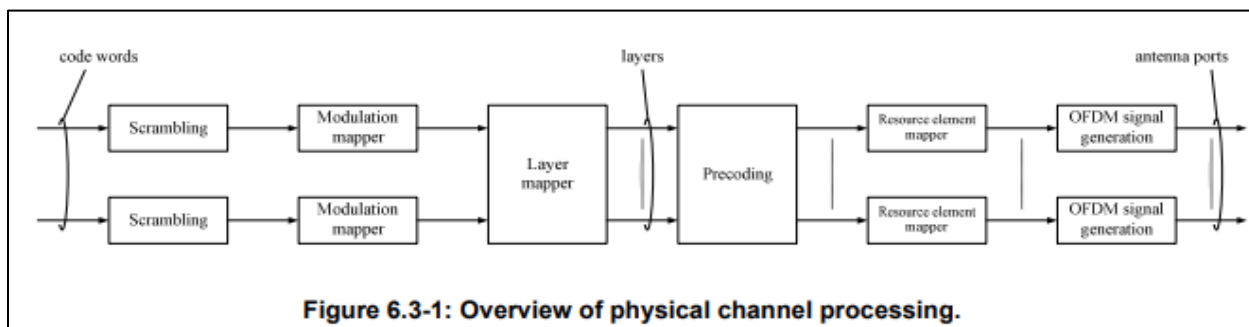 code words
layers
antenna ports
Scrambling
Modulation
mapper
Layer
mapper
Precoding
Resource element
mapper
OFDM signal
generation
Scrambling
Modulation
mapper
Resource element
mapper
OFDM signal
generation
Figure 6.3-1: Overview of physical channel processing.